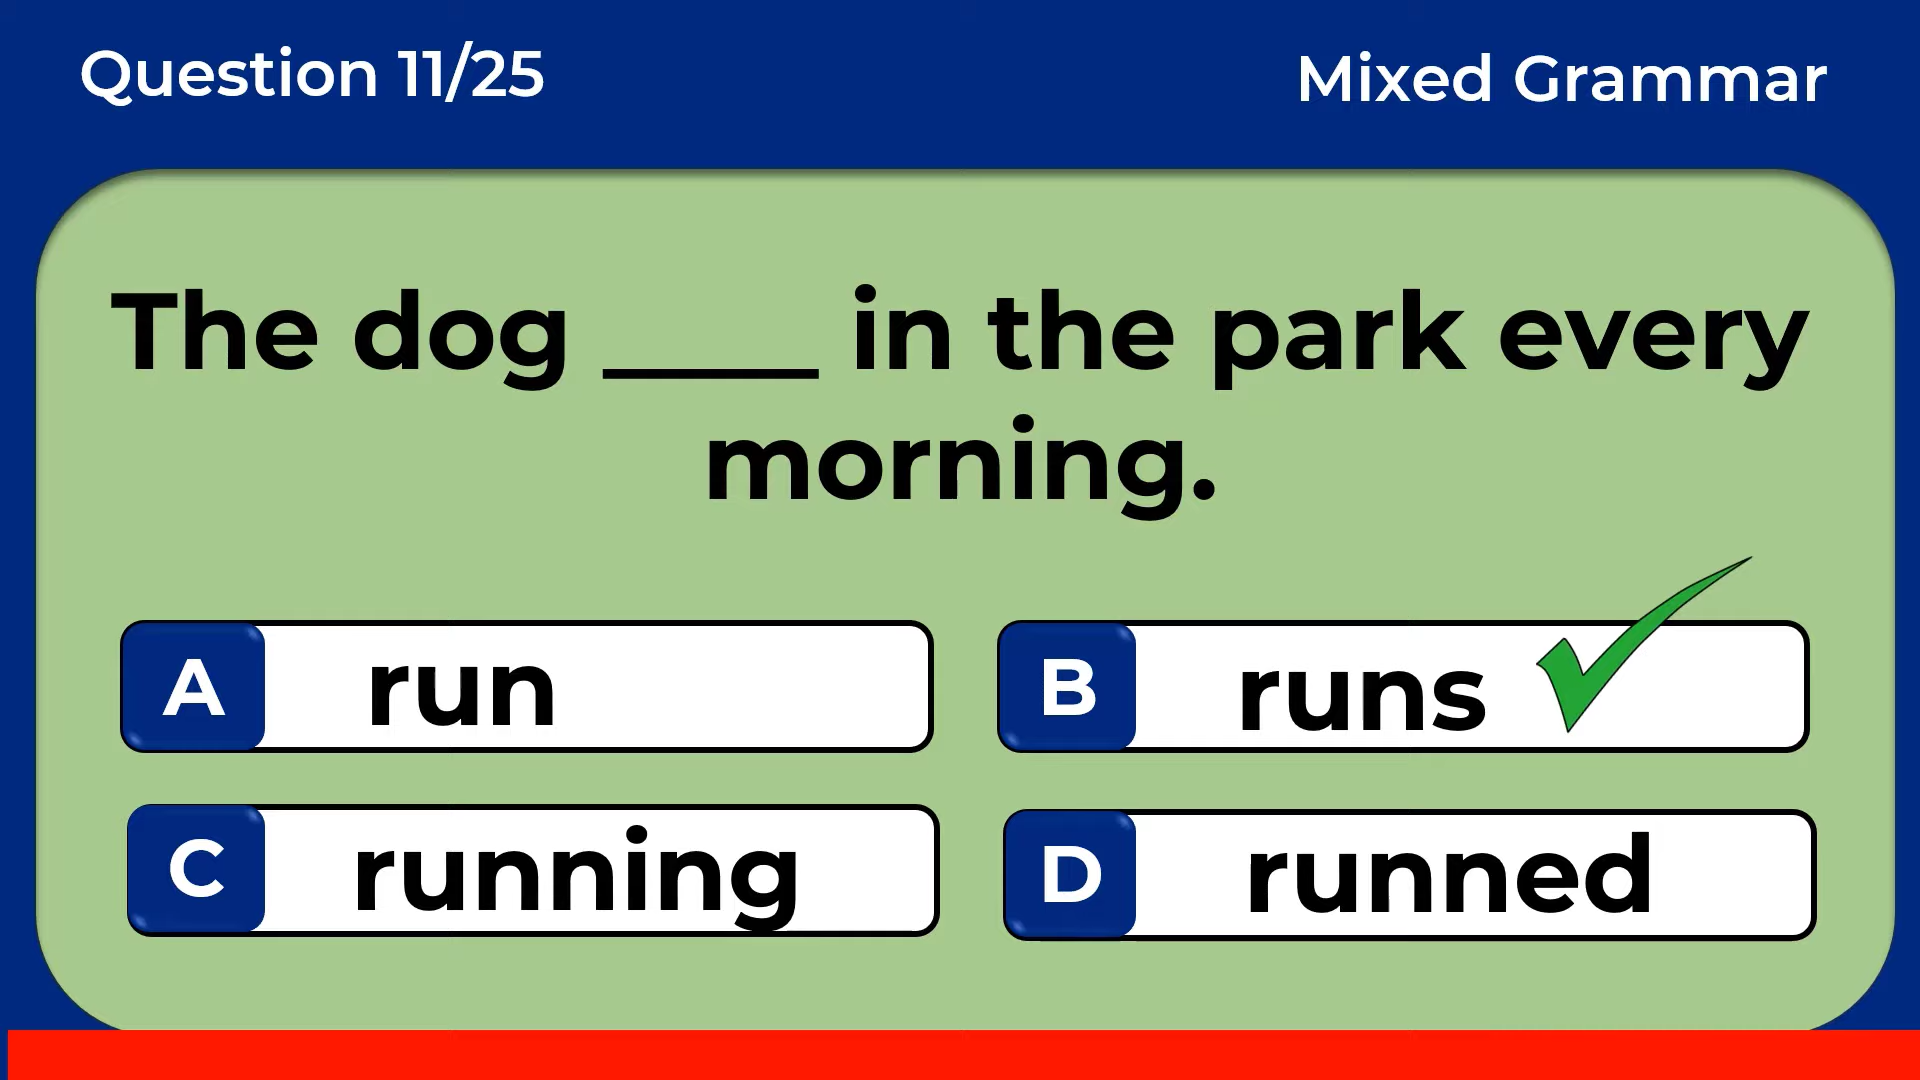 Question 11/25
Mixed Grammar
The dog ____ in the park every
morning.
A run
B runs
C running
D runned